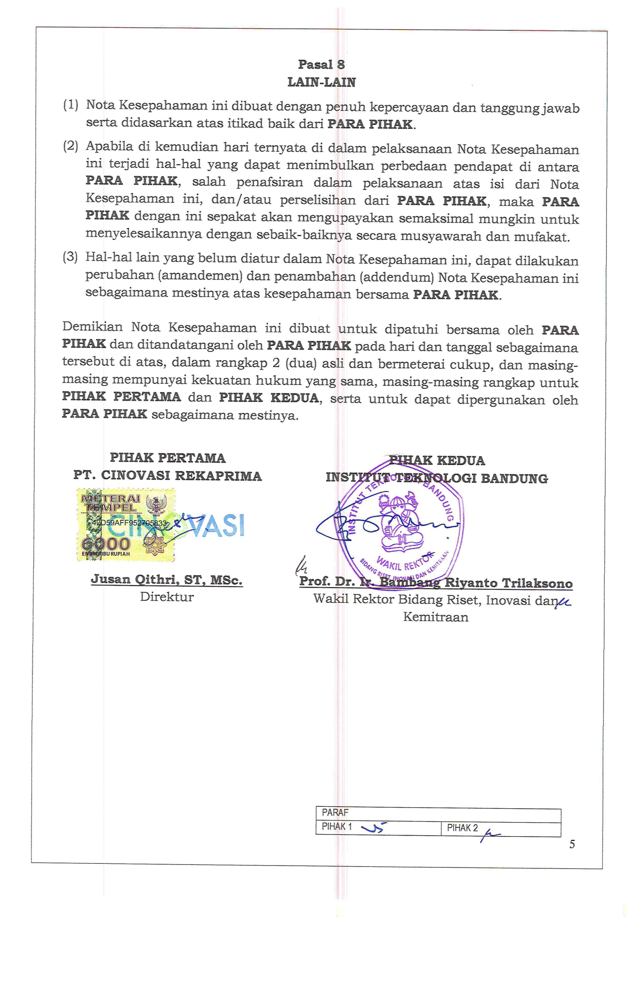 Pasal 8
LAIN-LAIN
(1) Nota Kesepahaman ini dibuat dengan penuh kepercayaan dan tanggung jawab
serta didasarkan atas itikad baik dari PARA PIHAK.
(2) Apabila di kemudian hari ternyata di dalam pelaksanaan Nota Kesepahaman
ini terjadi hal-hal yang dapat menimbulkan perbedaan pendapat di antara
PARA PIHAK, salah penafsiran dalam pelaksanaan atas isi dari Nota
Kesepahaman ini, dan/atau perselisihan dari PARA PIHAK, maka PARA
PIHAK dengan ini sepakat akan mengupayakan semaksimal mungkin untuk
menyelesaikannya dengan sebaik-baiknya secara musyawarah dan mufakat.
(3) Hal-hal lain yang belum diatur dalam Nota Kesepahaman ini, dapat dilakukan
perubahan (amandemen) dan penambahan (addendum) Nota Kesepahaman ini
sebagaimana mestinya atas kesepahaman bersama PARA PIHAK.
Demikian Nota Kesepahaman ini dibuat untuk dipatuhi bersama oleh PARA
PIHAK dan ditandatangani oleh PARA PIHAK pada hari dan tanggal sebagaimana
tersebut di atas, dalam rangkap 2 (dua) asli dan bermeterai cukup, dan masing-
masing mempunyai kekuatan hukum yang sama, masing-masing rangkap untuk
PIHAK PERTAMA dan PIHAK KEDUA, serta untuk dapat dipergunakan oleh
PARA PIHAK sebagaimana mestinya.
PIHAK PERTAMA
PT. CINOVASI REKAPRIMA
METERAI
TEMPEL
TGL. 20
42D59AFF952705833
CINOVASI
6000
ENAM RIBU RUPIAH
Jusan Qithri, ST, MSc.
Direktur
PIHAK KEDUA
INSTITUT TEKNOLOGI BANDUNG
INSTITUT TEKNOLOGI BANDUNG
WAKIL REKTOR
BIDANG RISET, INOVASI DAN KEMITRAAN
Prof. Dr. Ir. Bambang Riyanto Trilaksono
Wakil Rektor Bidang Riset, Inovasi dan
Kemitraan
PARAF
PIHAK 1
PIHAK 2
5